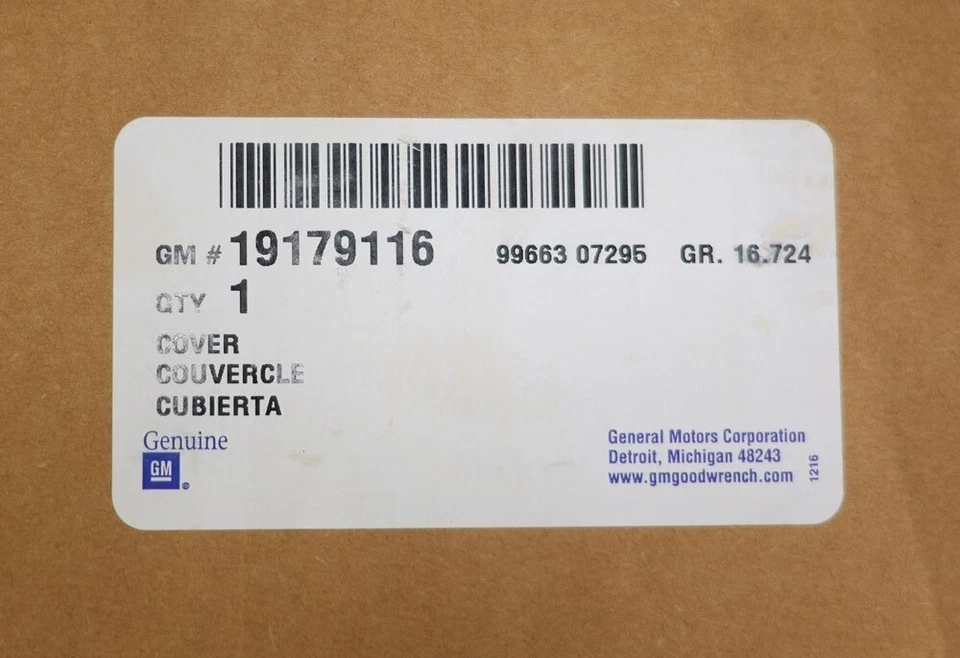 GM # 19179116 99663 07295 GR. 16.724
QTY 1
COVER
COUVERCLE
CUBIERTA
Genuine
GM ®
General Motors Corporation
Detroit, Michigan 48243
www.gmgoodwrench.com
1216